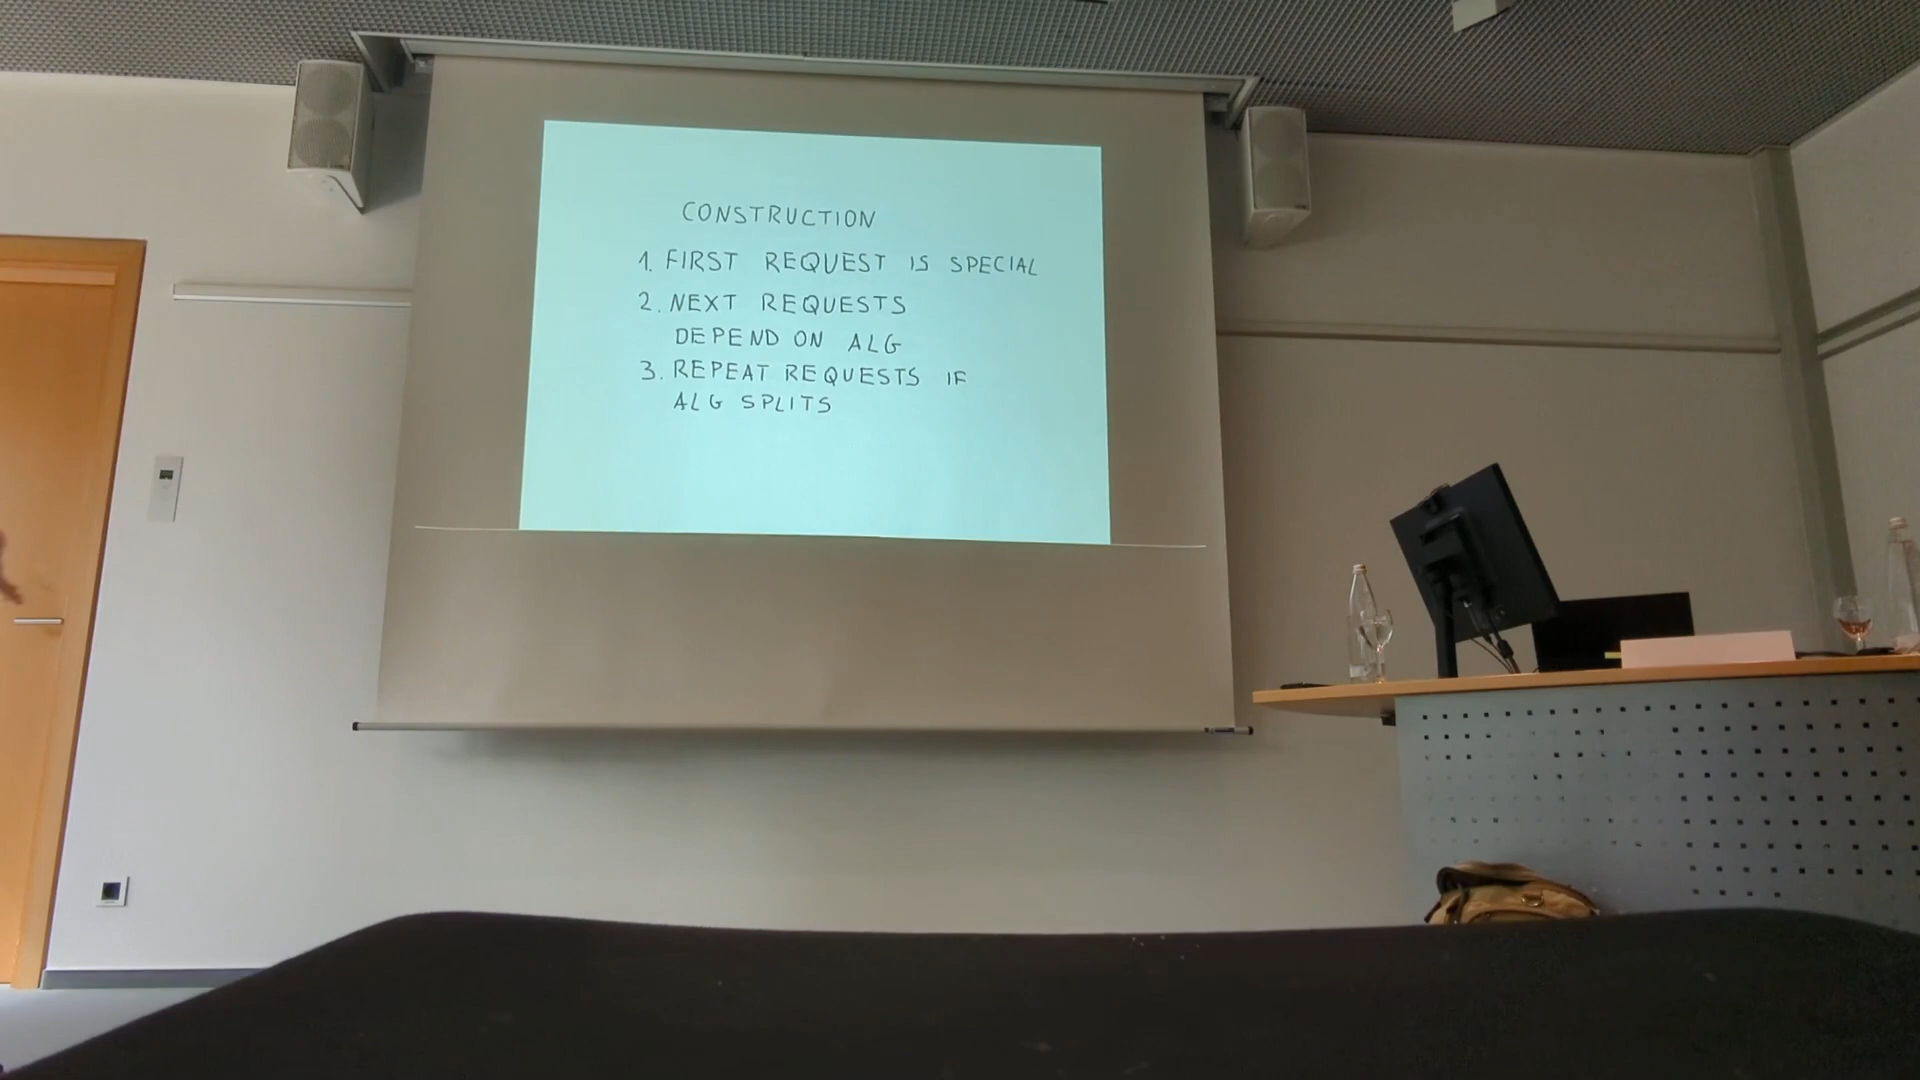 CONSTRUCTION
1. FIRST REQUEST IS SPECIAL
2. NEXT REQUESTS
DEPEND ON ALG
3. REPEAT REQUESTS IF
ALG SPLITS